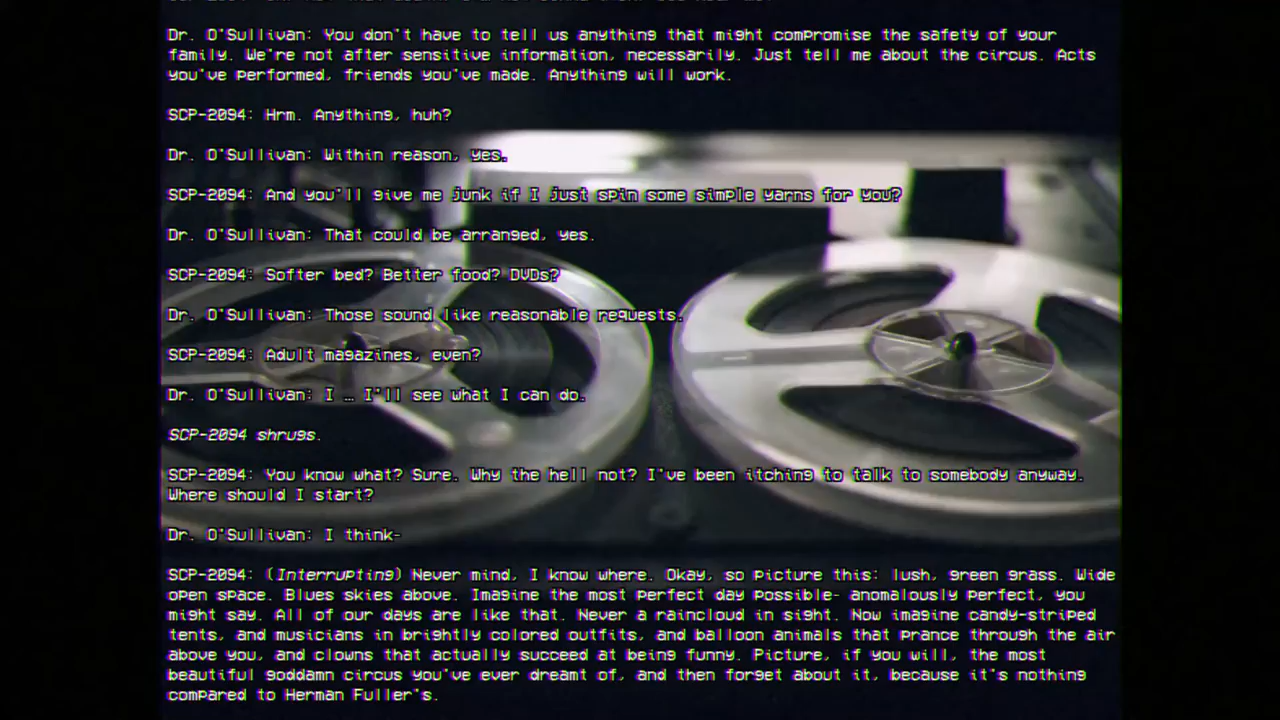 Dr. O'Sullivan: You don't have to tell us anything that might compromise the safety of your
family. We're not after sensitive information, necessarily. Just tell me about the circus. Acts
you've performed, friends you've made. Anything will work.
SCP-2094: Hrm. Anything, huh?
Dr. O'Sullivan: Within reason, yes.
SCP-2094: And you'll give me junk if I just spin some simple yarns for you?
Dr. O'Sullivan: That could be arranged, yes.
SCP-2094: Softer bed? Better food? DVDs?
Dr. O'Sullivan: Those sound like reasonable requests.
SCP-2094: Adult magazines, even?
Dr. O'Sullivan: I … I'll see what I can do.
SCP-2094 shrugs.
SCP-2094: You know what? Sure. Why the hell not? I've been itching to talk to somebody anyway.
Where should I start?
Dr. O'Sullivan: I think-
SCP-2094: (Interrupting) Never mind, I know where. Okay, so picture this: lush, green grass. Wide
open space. Blues skies above. Imagine the most perfect day possible- anomalously perfect, you
might say. All of our days are like that. Never a raincloud in sight. Now imagine candy-striped
tents, and musicians in brightly colored outfits, and balloon animals that prance through the air
above you, and clowns that actually succeed at being funny. Picture, if you will, the most
beautiful goddamn circus you've ever dreamt of, and then forget about it, because it's nothing
compared to Herman Fuller's.